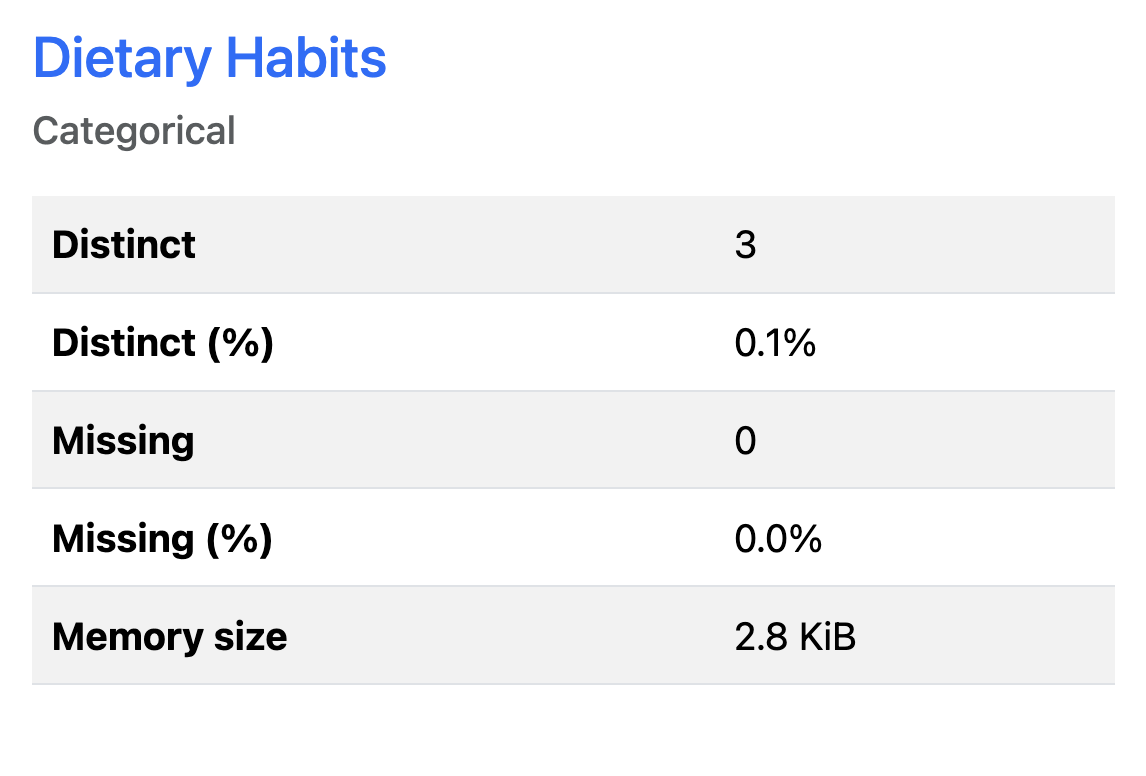 Dietary Habits
Categorical
Distinct 3
Distinct (%) 0.1%
Missing 0
Missing (%) 0.0%
Memory size 2.8 KiB